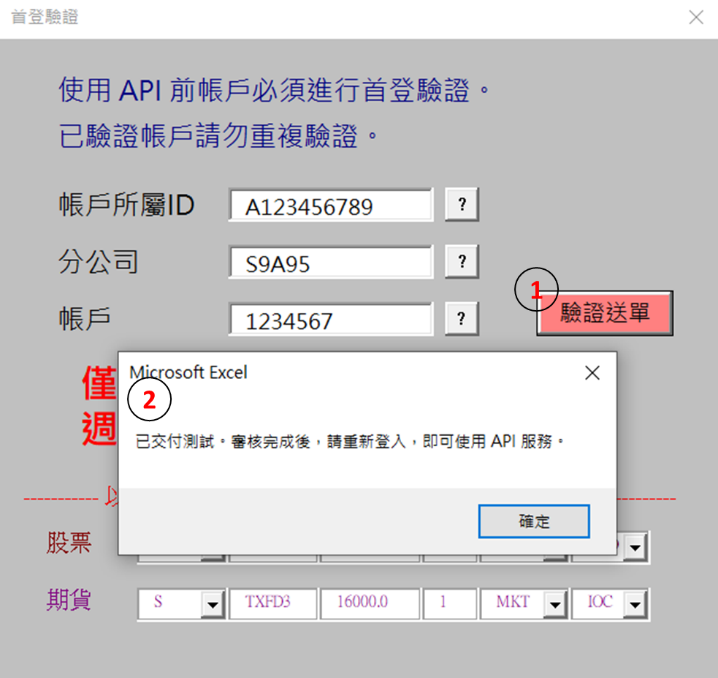 首登驗證
使用 API 前帳戶必須進行首登驗證。
已驗證帳戶請勿重複驗證。
帳戶所屬ID A123456789 ?
分公司 S9A95 ?
帳戶 1234567 ?
1 驗證送單
僅
週
Microsoft Excel
2
已交付測試。審核完成後，請重新登入，即可使用 API 服務。
確定
股票
期貨 S TXFD3 16000.0 1 MKT IOC